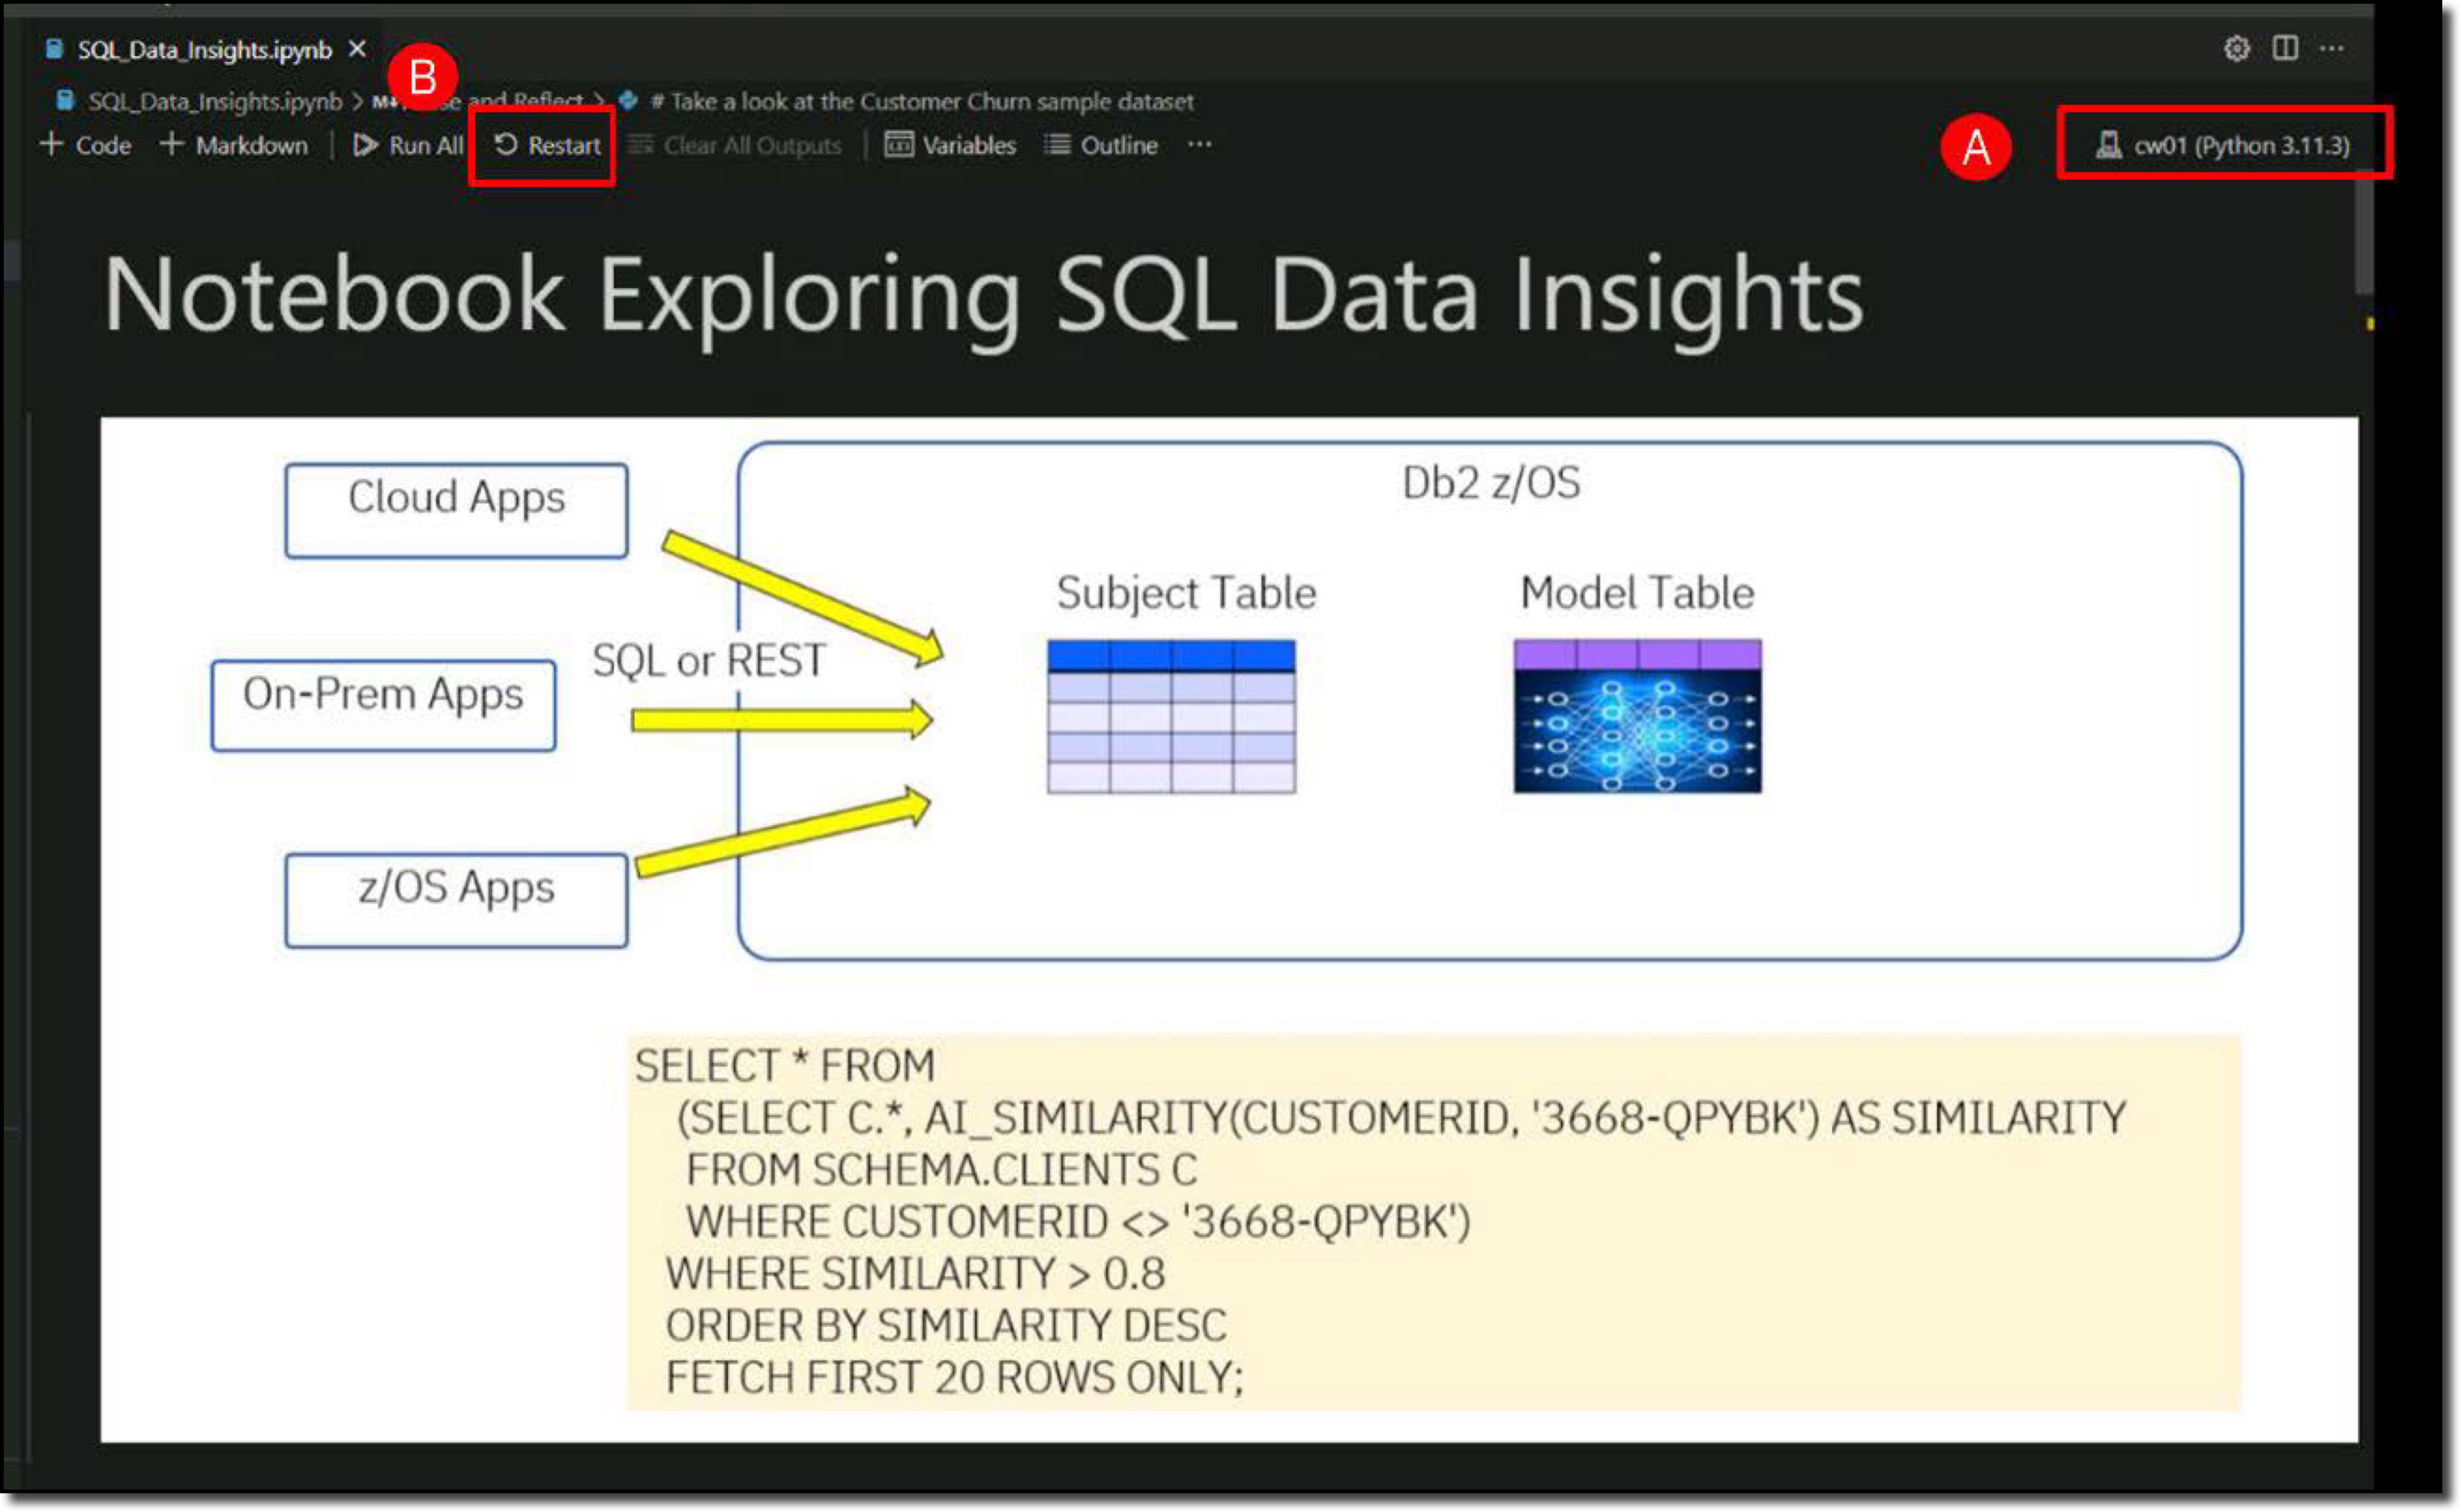 SQL_Data_Insights.ipynb
B
SQL_Data_Insights.ipynb > M↓ se and Reflect > # Take a look at the Customer Churn sample dataset
+ Code + Markdown | Run All Restart Clear All Outputs | Variables Outline ...
A
cw01 (Python 3.11.3)
Notebook Exploring SQL Data Insights
Cloud Apps
Db2 z/OS
Subject Table
Model Table
SQL or REST
On-Prem Apps
z/OS Apps
SELECT * FROM
(SELECT C.*, AI_SIMILARITY(CUSTOMERID, '3668-QPYBK') AS SIMILARITY
FROM SCHEMA.CLIENTS C
WHERE CUSTOMERID <> '3668-QPYBK')
WHERE SIMILARITY > 0.8
ORDER BY SIMILARITY DESC
FETCH FIRST 20 ROWS ONLY;